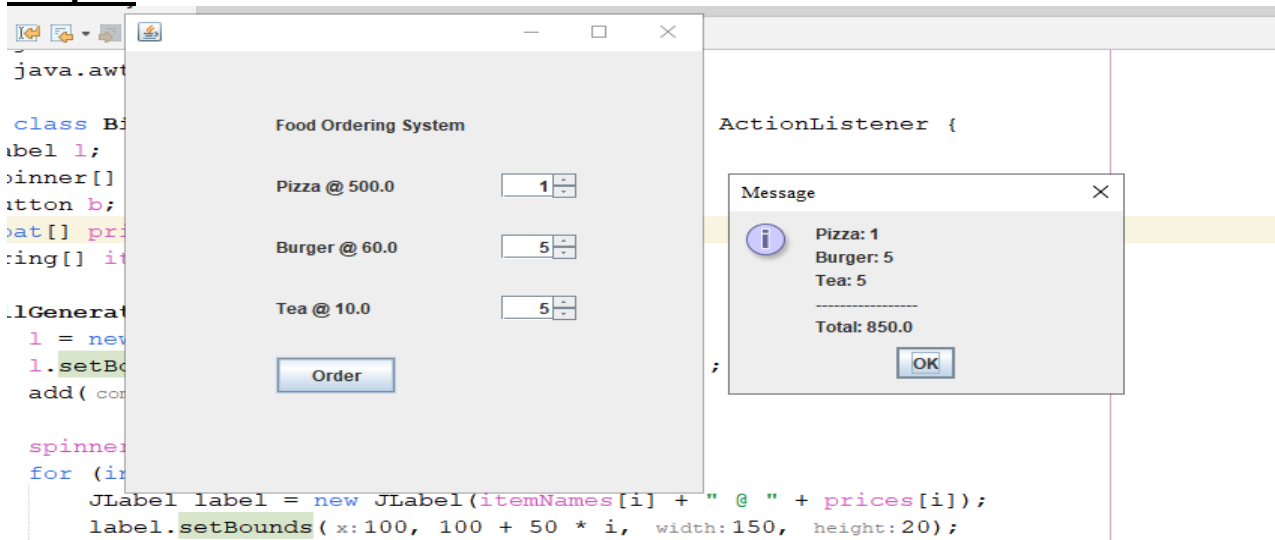 java.awt
class Bi
ActionListener {
abel l;
pinner[]
utton b;
oat[] pri
ring[] it
llGenerat
l = new
l.setBo
;
add( con
spinner
for (in
JLabel label = new JLabel(itemNames[i] + " @ " + prices[i]);
label.setBounds( x: 100, 100 + 50 * i, width: 150, height: 20);
Food Ordering System
Pizza @ 500.0 1
Burger @ 60.0 5
Tea @ 10.0 5
Order
Message
Pizza: 1
Burger: 5
Tea: 5
-----------------
Total: 850.0
OK